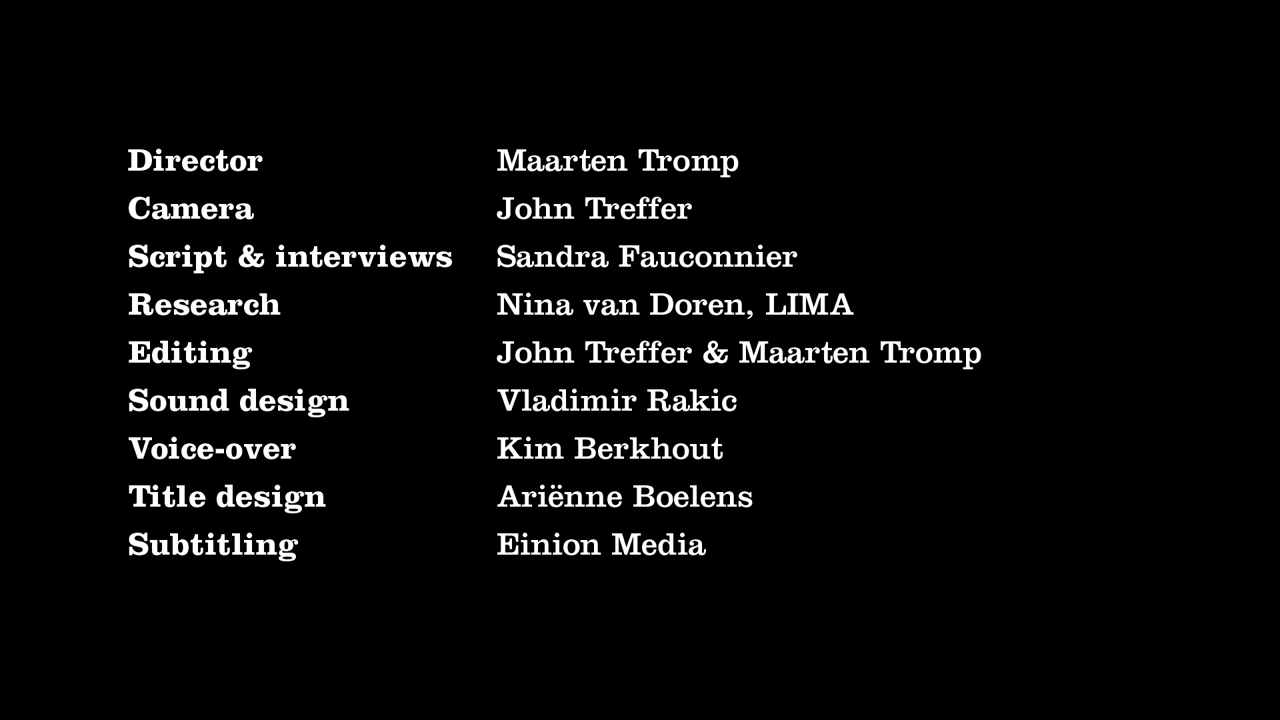 Director Maarten Tromp
Camera John Treffer
Script & interviews Sandra Fauconnier
Research Nina van Doren, LIMA
Editing John Treffer & Maarten Tromp
Sound design Vladimir Rakic
Voice-over Kim Berkhout
Title design Ariënne Boelens
Subtitling Einion Media